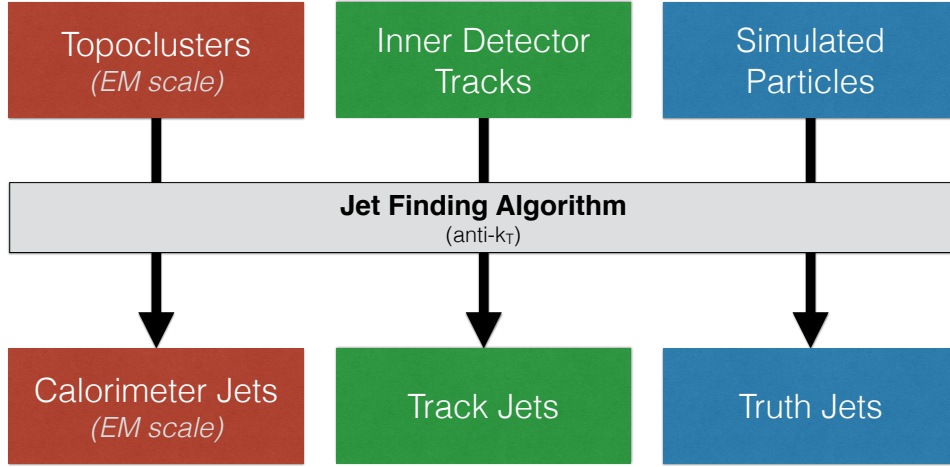 Topoclusters
(EM scale)
Inner Detector
Tracks
Simulated
Particles
Jet Finding Algorithm
(anti-k_T)
Calorimeter Jets
(EM scale)
Track Jets
Truth Jets